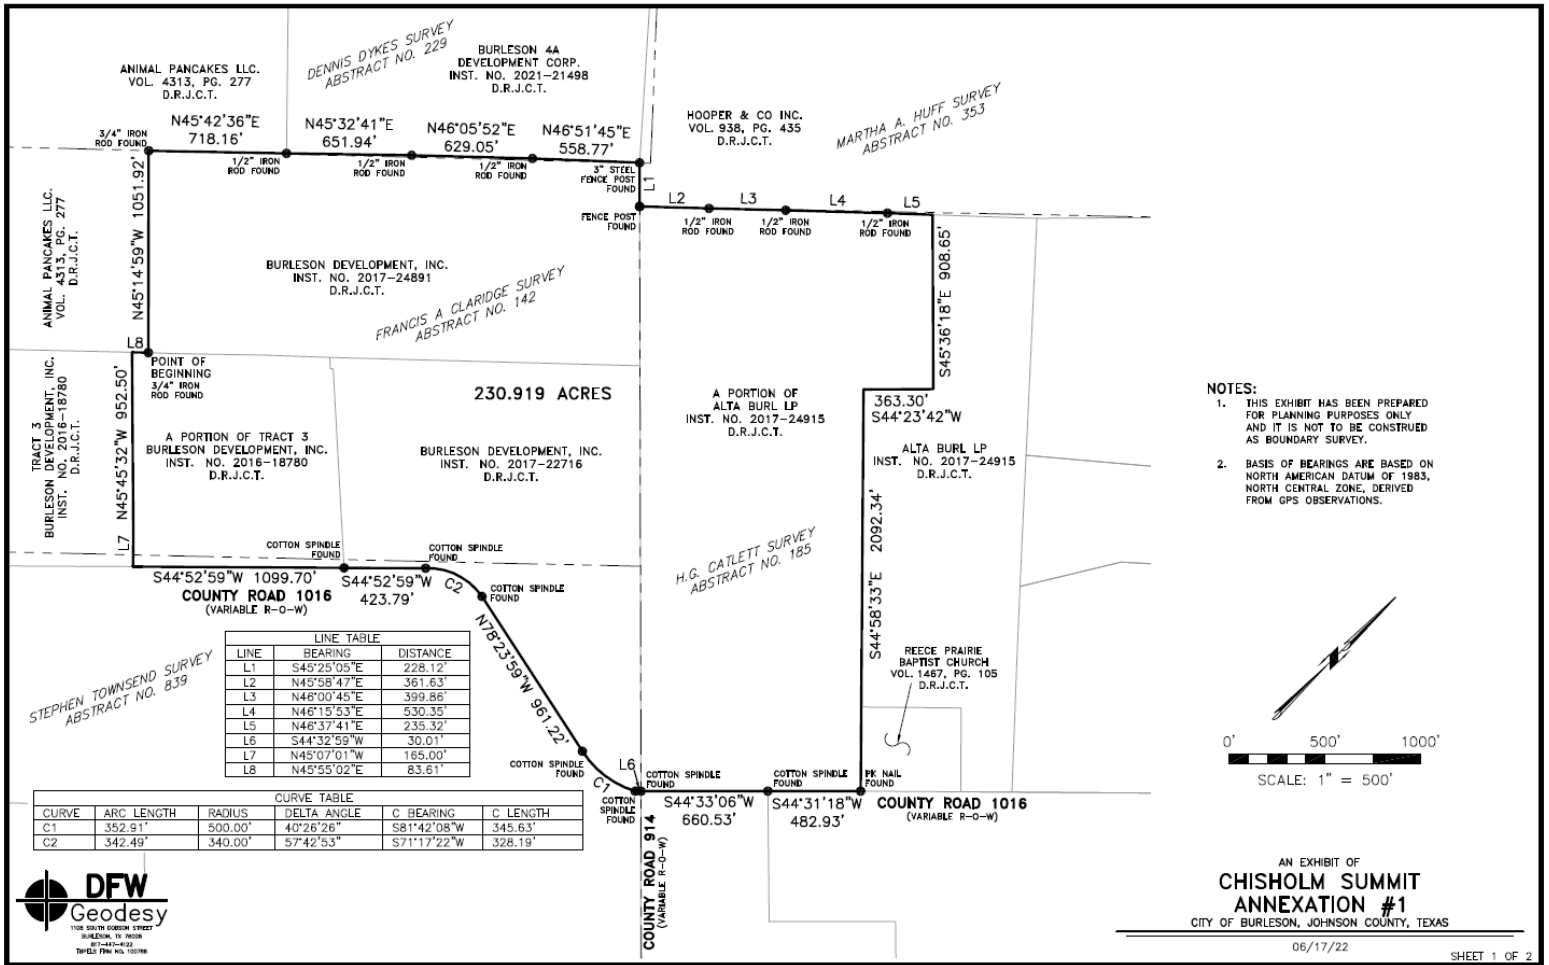 ANIMAL PANCAKES LLC.
VOL. 4313, PG. 277
D.R.J.C.T.
DENNIS DYKES SURVEY
ABSTRACT NO. 229
BURLESON 4A
DEVELOPMENT CORP.
INST. NO. 2021-21498
D.R.J.C.T.
HOOPER & CO INC.
VOL. 938, PG. 435
D.R.J.C.T.
MARTHA A. HUFF SURVEY
ABSTRACT NO. 353
3/4" IRON
ROD FOUND
N45°42'36"E
718.16'
N45°32'41"E
651.94'
N46°05'52"E
629.05'
N46°51'45"E
558.77'
1/2" IRON
ROD FOUND
1/2" IRON
ROD FOUND
1/2" IRON
ROD FOUND
3" STEEL
FENCE POST
FOUND
L1
FENCE POST
FOUND
L2
L3
L4
L5
1/2" IRON
ROD FOUND
1/2" IRON
ROD FOUND
1/2" IRON
ROD FOUND
ANIMAL PANCAKES LLC.
VOL. 4313, PG. 277
D.R.J.C.T.
N45°14'59"W 1051.92'
BURLESON DEVELOPMENT, INC.
INST. NO. 2017-24891
D.R.J.C.T.
FRANCIS A CLARIDGE SURVEY
ABSTRACT NO. 142
S45°36'18"E 908.65'
L8
POINT OF
BEGINNING
3/4" IRON
ROD FOUND
230.919 ACRES
A PORTION OF
ALTA BURL LP
INST. NO. 2017-24915
D.R.J.C.T.
363.30'
S44°23'42"W
TRACT 3
BURLESON DEVELOPMENT, INC.
INST. NO. 2016-18780
D.R.J.C.T.
N45°45'32"W 952.50'
L7
A PORTION OF TRACT 3
BURLESON DEVELOPMENT, INC.
INST. NO. 2016-18780
D.R.J.C.T.
BURLESON DEVELOPMENT, INC.
INST. NO. 2017-22716
D.R.J.C.T.
ALTA BURL LP
INST. NO. 2017-24915
D.R.J.C.T.
NOTES:
1. THIS EXHIBIT HAS BEEN PREPARED
FOR PLANNING PURPOSES ONLY
AND IT IS NOT TO BE CONSTRUED
AS BOUNDARY SURVEY.
2. BASIS OF BEARINGS ARE BASED ON
NORTH AMERICAN DATUM OF 1983,
NORTH CENTRAL ZONE, DERIVED
FROM GPS OBSERVATIONS.
COTTON SPINDLE
FOUND
COTTON SPINDLE
FOUND
S44°52'59"W 1099.70'
COUNTY ROAD 1016
(VARIABLE R-O-W)
S44°52'59"W
423.79'
C2
COTTON SPINDLE
FOUND
N78°23'59"W 961.22'
H.G. CATLETT SURVEY
ABSTRACT NO. 185
S44°58'33"E 2092.34'
REECE PRAIRIE
BAPTIST CHURCH
VOL. 1467, PG. 105
D.R.J.C.T.
STEPHEN TOWNSEND SURVEY
ABSTRACT NO. 839
LINE TABLE
LINE BEARING DISTANCE
L1 S45°25'05"E 228.12'
L2 N45°58'47"E 361.63'
L3 N46°00'45"E 399.86'
L4 N46°15'53"E 530.35'
L5 N46°37'41"E 235.32'
L6 S44°32'59"W 30.01'
L7 N45°07'01"W 165.00'
L8 N45°55'02"E 83.61'
COTTON SPINDLE
FOUND
C1
L6
COTTON
SPINDLE
FOUND
COTTON SPINDLE
FOUND
COTTON SPINDLE
FOUND
PK NAIL
FOUND
S44°33'06"W
660.53'
S44°31'18"W
482.93'
COUNTY ROAD 1016
(VARIABLE R-O-W)
COUNTY ROAD 914
(VARIABLE R-O-W)
0' 500' 1000'
SCALE: 1" = 500'
CURVE TABLE
CURVE ARC LENGTH RADIUS DELTA ANGLE C BEARING C LENGTH
C1 352.91' 500.00' 40°26'26" S81°42'08"W 345.63'
C2 342.49' 340.00' 57°42'53" S71°17'22"W 328.19'
DFW
Geodesy
1108 SOUTH DOBSON STREET
BURLESON, TX 76028
817-447-4122
TBPELS FIRM NO. 100766
AN EXHIBIT OF
CHISHOLM SUMMIT
ANNEXATION #1
CITY OF BURLESON, JOHNSON COUNTY, TEXAS
06/17/22
SHEET 1 OF 2